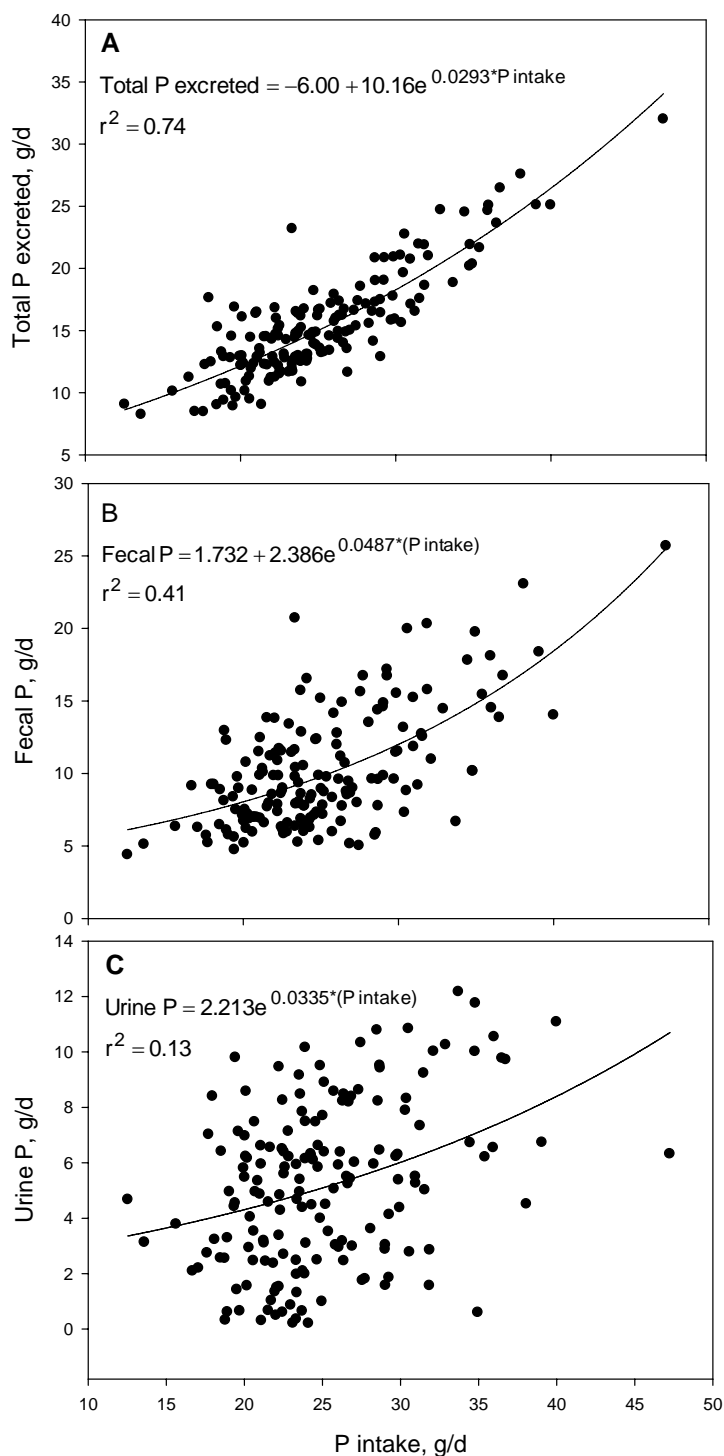 A
Total P excreted = −6.00 + 10.16e^0.0293*P intake
r² = 0.74
40
35
30
25
20
15
10
5
Total P excreted, g/d
B
Fecal P = 1.732 + 2.386e^0.0487*(P intake)
r² = 0.41
30
25
20
15
10
5
0
Fecal P, g/d
C
Urine P = 2.213e^0.0335*(P intake)
r² = 0.13
14
12
10
8
6
4
2
0
Urine P, g/d
10 15 20 25 30 35 40 45 50
P intake, g/d